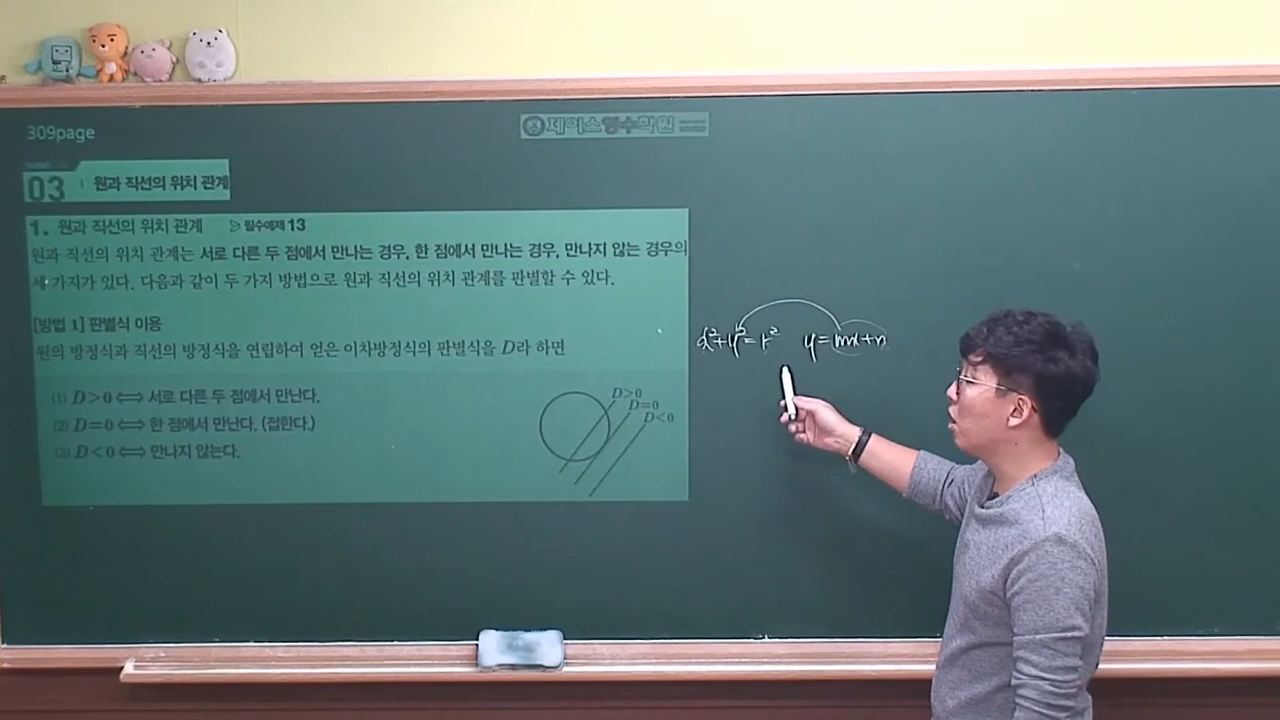 309page
제이스영수학원
03 원과 직선의 위치 관계
1. 원과 직선의 위치 관계 ▷ 필수예제 13
원과 직선의 위치 관계는 서로 다른 두 점에서 만나는 경우, 한 점에서 만나는 경우, 만나지 않는 경우의
세 가지가 있다. 다음과 같이 두 가지 방법으로 원과 직선의 위치 관계를 판별할 수 있다.
[방법 1] 판별식 이용
원의 방정식과 직선의 방정식을 연립하여 얻은 이차방정식의 판별식을 D라 하면
(1) D>0 ⟺ 서로 다른 두 점에서 만난다.
(2) D=0 ⟺ 한 점에서 만난다. (접한다.)
(3) D<0 ⟺ 만나지 않는다.
D>0
D=0
D<0
x²+y²=r² y=mx+n